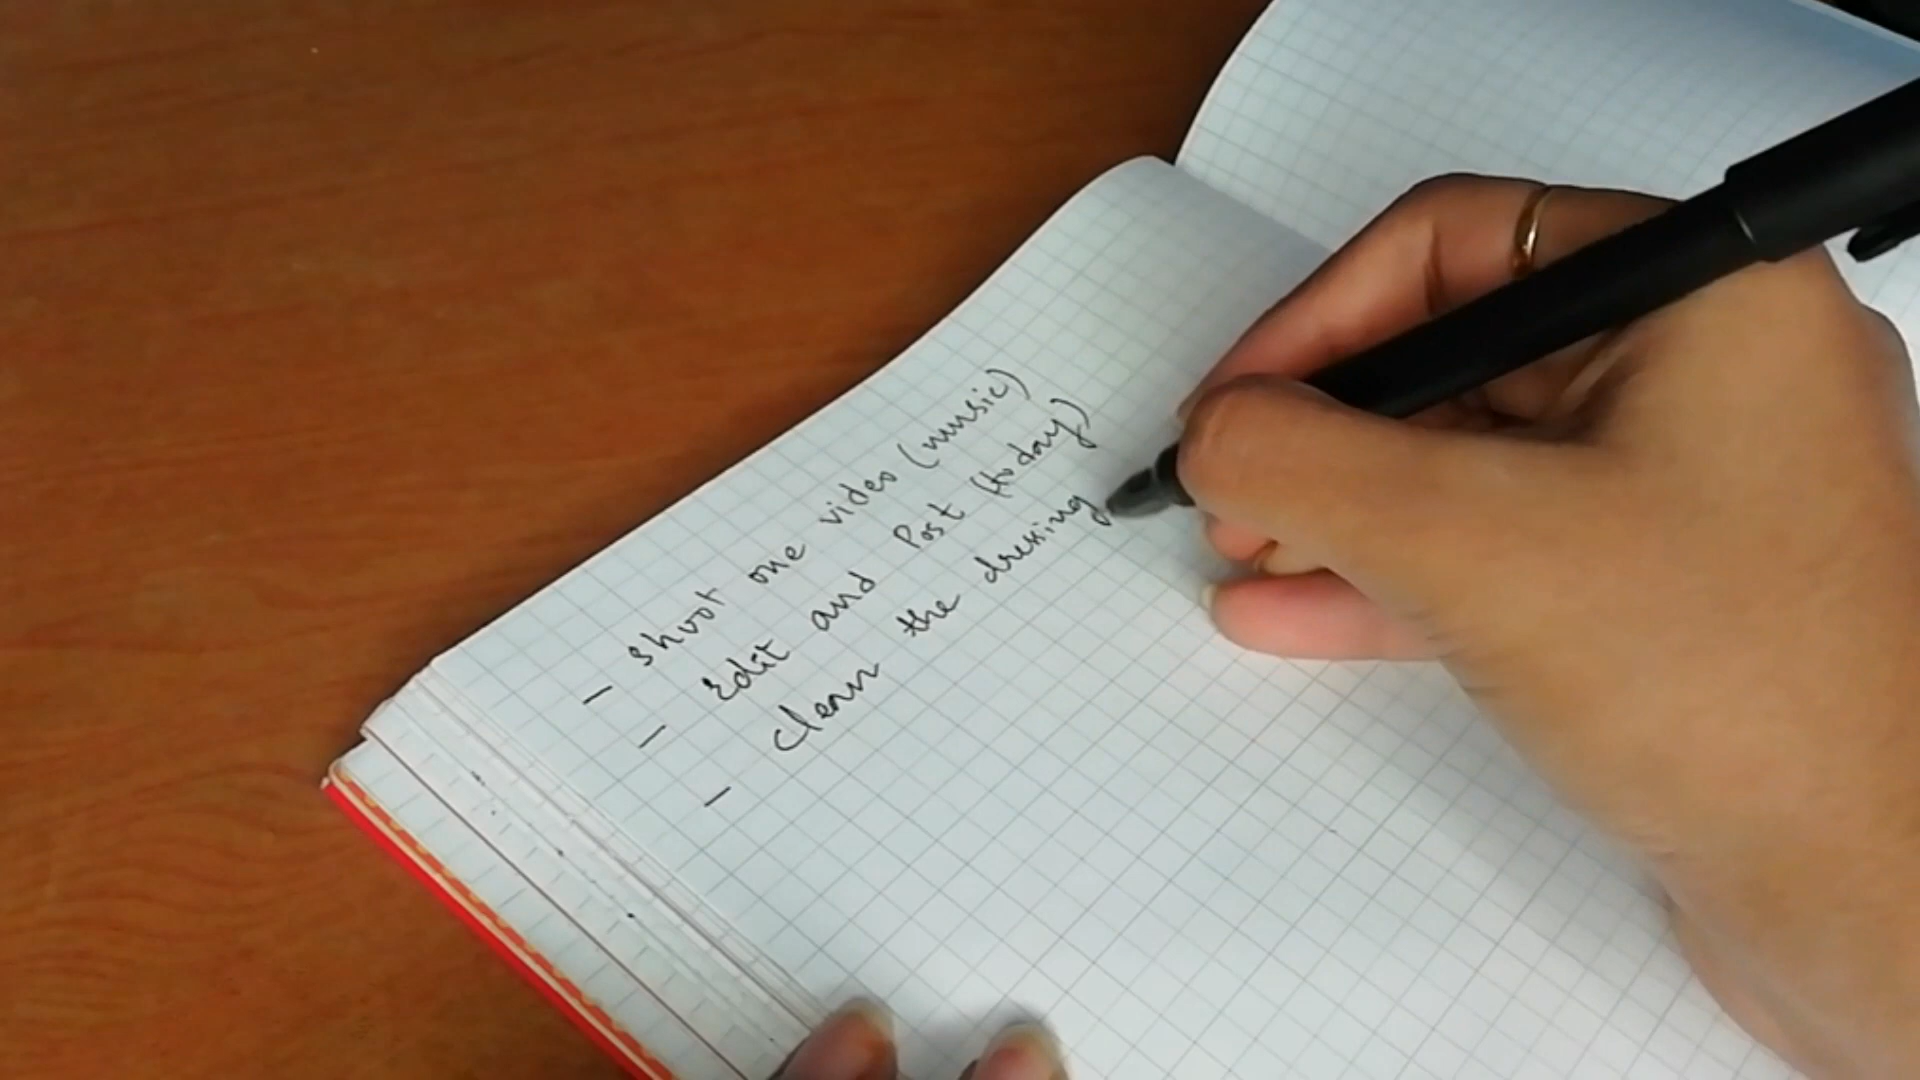 - Shoot one video (music)
- Edit and Post (today)
- clean the dressing